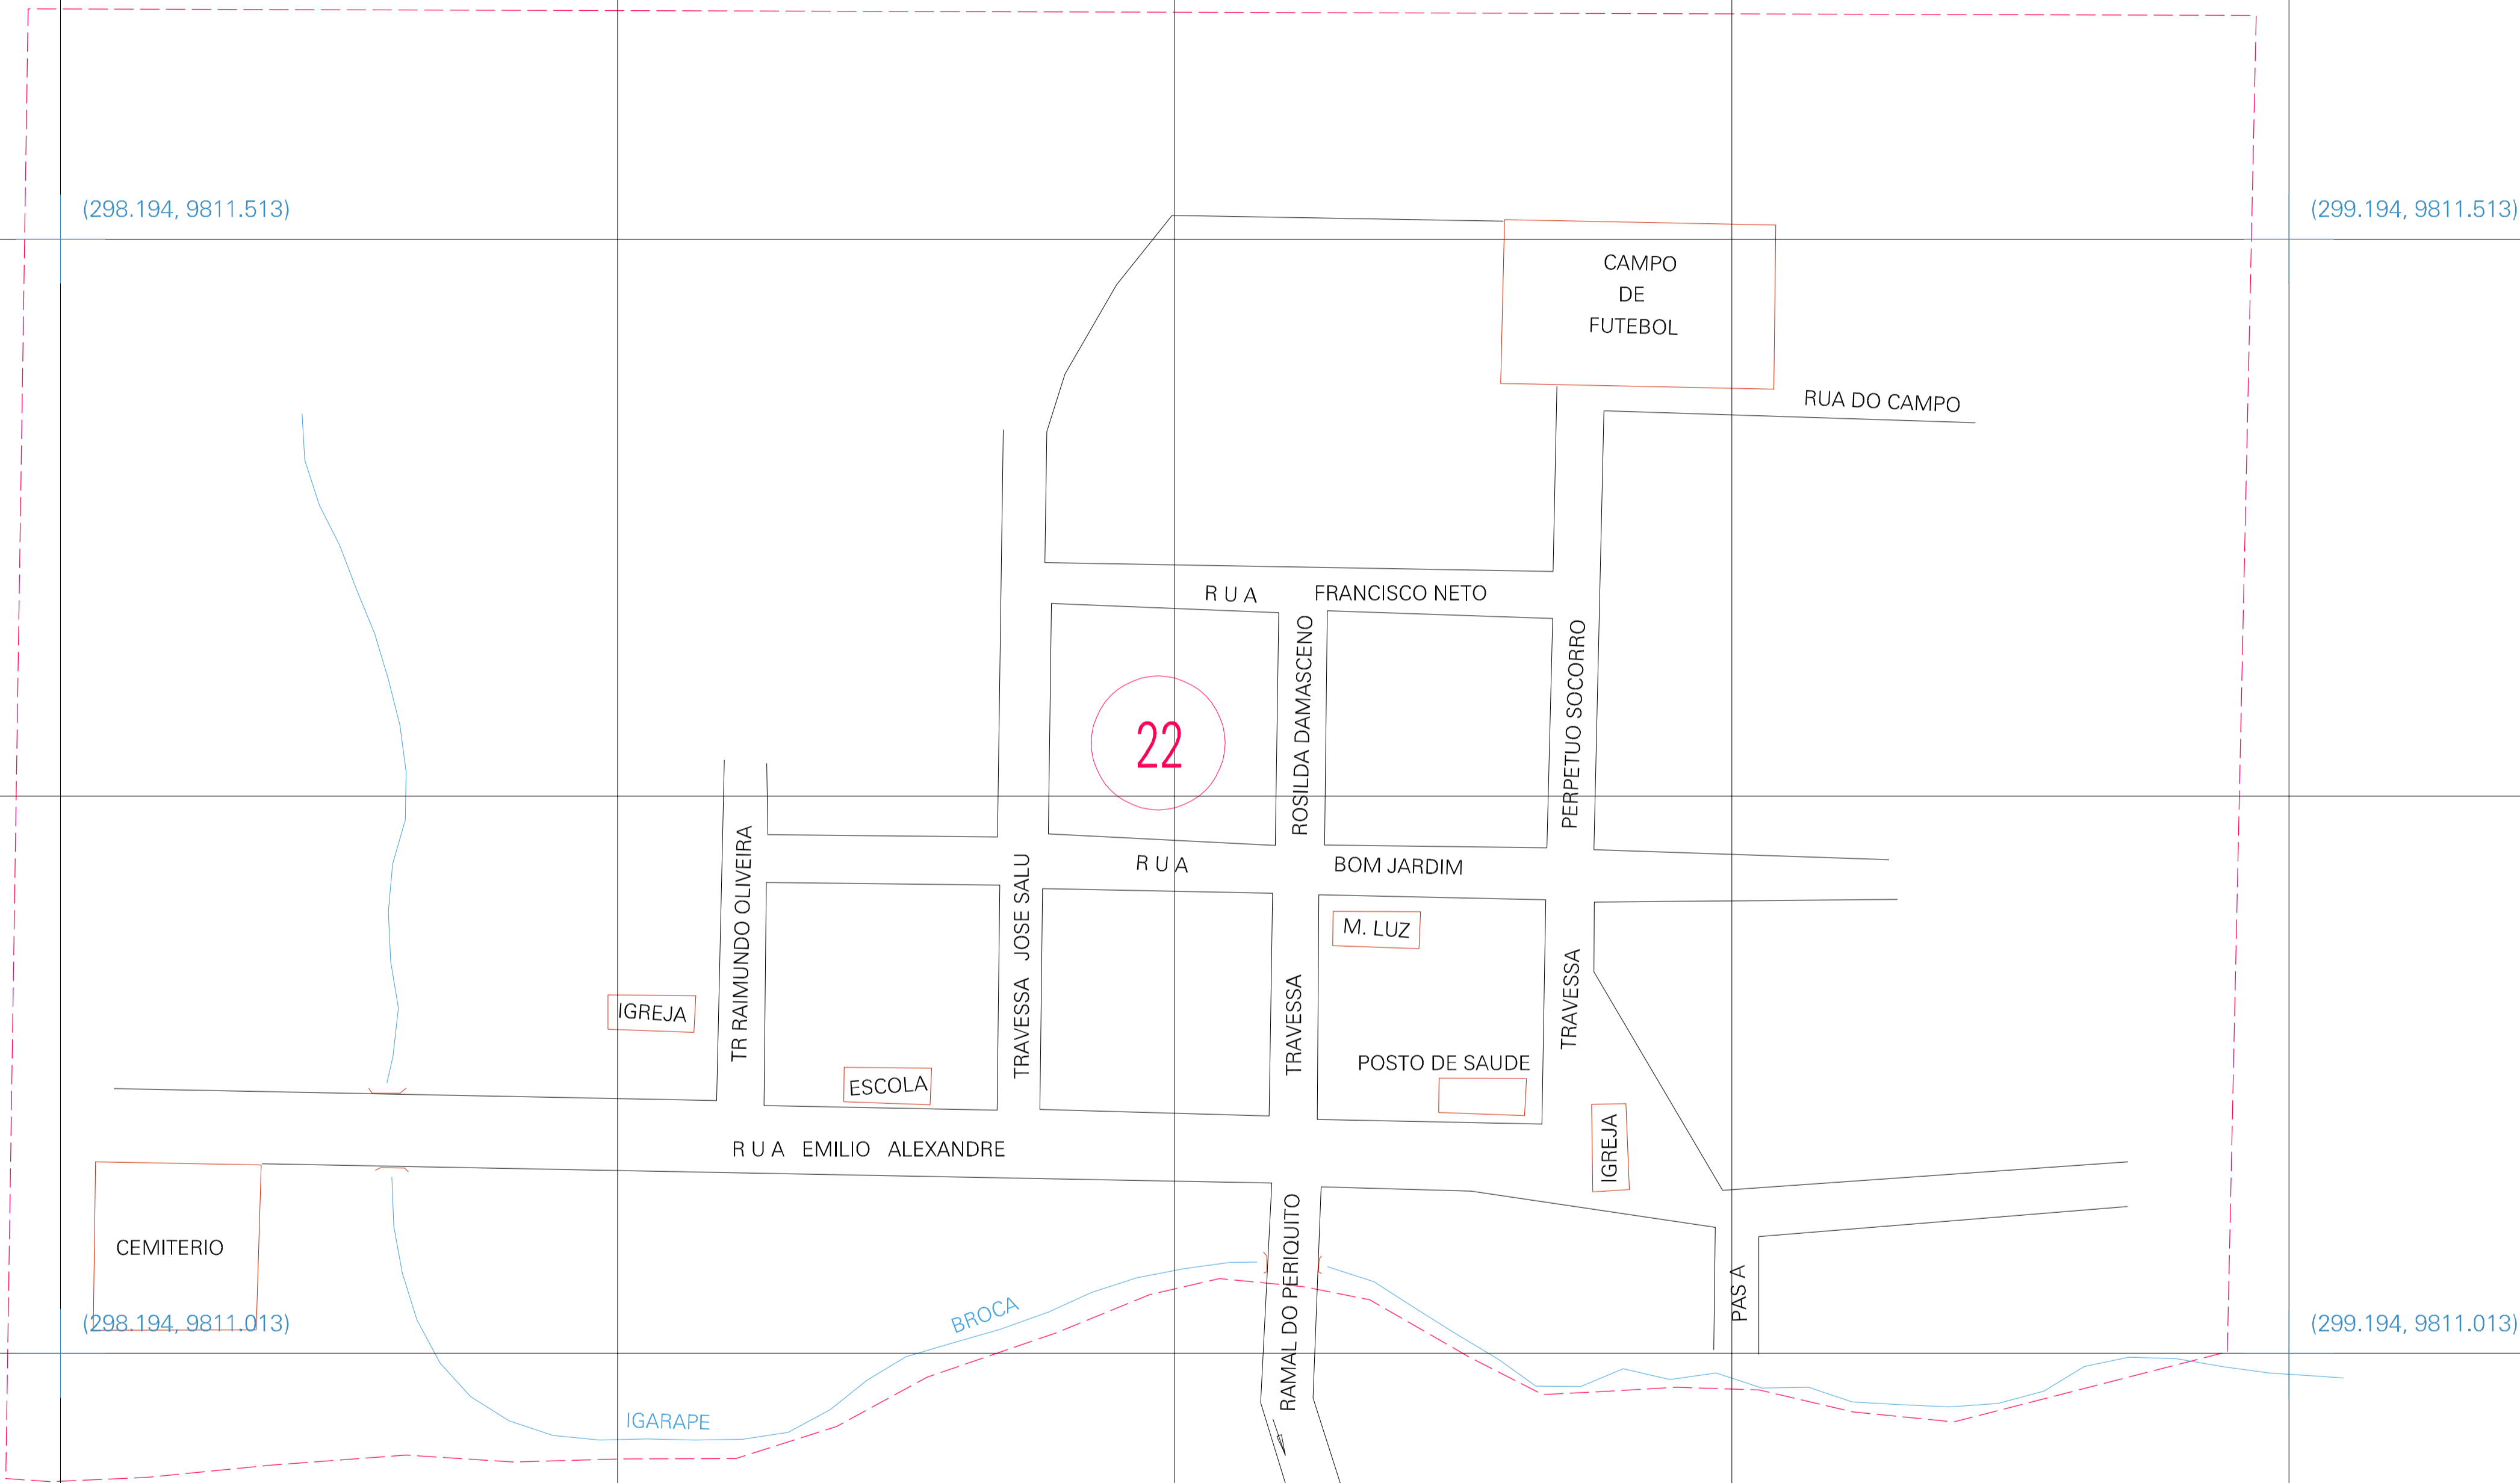 (298.194, 9811.513)
(299.194, 9811.513)
CAMPO
DE
FUTEBOL
RUA DO CAMPO
R U A FRANCISCO NETO
ROSILDA DAMASCENO
PERPETUO SOCORRO
22
TR RAIMUNDO OLIVEIRA
TRAVESSA JOSE SALU
R U A BOM JARDIM
M. LUZ
TRAVESSA
TRAVESSA
IGREJA
POSTO DE SAUDE
ESCOLA
IGREJA
R U A EMILIO ALEXANDRE
CEMITERIO
RAMAL DO PERIQUITO
PAS A
(298.194, 9811.013)
(299.194, 9811.013)
BROCA
IGARAPE